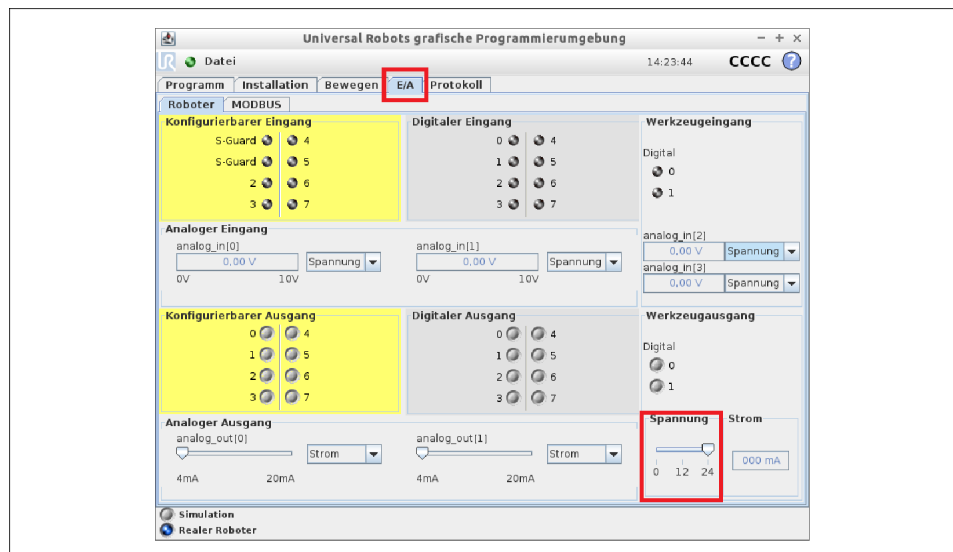 Universal Robots grafische Programmierumgebung
Datei
14:23:44 CCCC ?
Programm Installation Bewegen E/A Protokoll
Roboter MODBUS
Konfigurierbarer Eingang
S-Guard 4
S-Guard 5
2 6
3 7
Digitaler Eingang
0 4
1 5
2 6
3 7
Werkzeugeingang
Digital
0
1
Analoger Eingang
analog_in[0]
0,00 V Spannung
0V 10V
analog_in[1]
0,00 V Spannung
0V 10V
analog_in[2]
0,00 V Spannung
analog_in[3]
0,00 V Spannung
Konfigurierbarer Ausgang
0 4
1 5
2 6
3 7
Digitaler Ausgang
0 4
1 5
2 6
3 7
Werkzeugausgang
Digital
0
1
Analoger Ausgang
analog_out[0]
Strom
4mA 20mA
analog_out[1]
Strom
4mA 20mA
Spannung
0 12 24
Strom
000 mA
Simulation
Realer Roboter